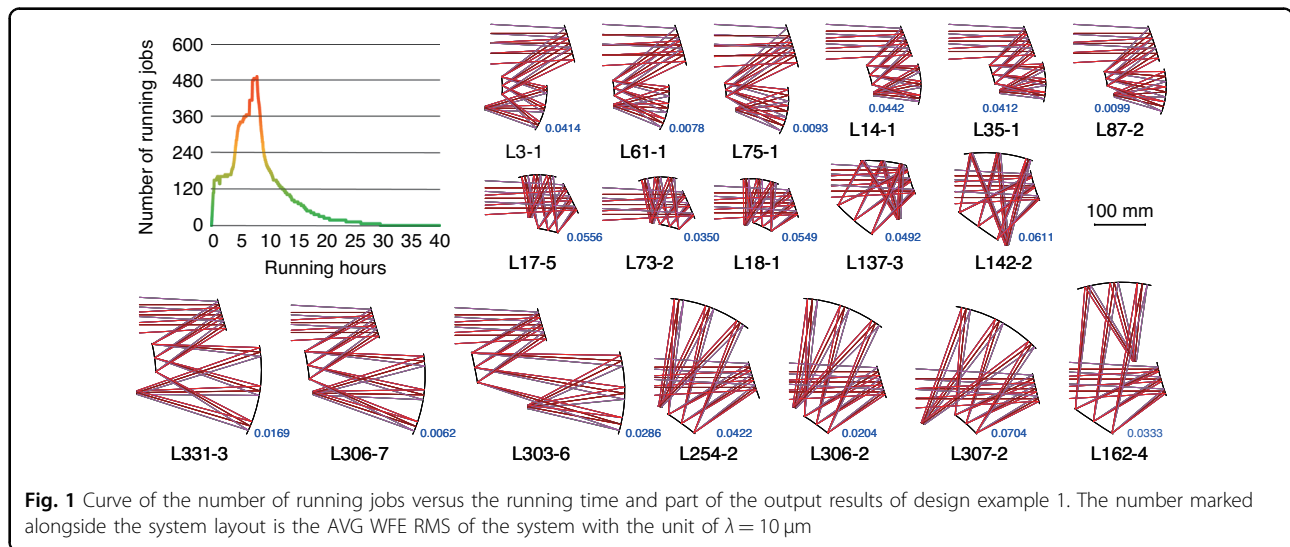 600
480
360
240
120
0
Number of running jobs
0 5 10 15 20 25 30 35 40
Running hours
0.0414
L3-1
0.0078
L61-1
0.0093
L75-1
0.0442
L14-1
0.0412
L35-1
0.0099
L87-2
0.0556
L17-5
0.0350
L73-2
0.0549
L18-1
0.0492
L137-3
0.0611
L142-2
100 mm
0.0169
L331-3
0.0062
L306-7
0.0286
L303-6
0.0422
L254-2
0.0204
L306-2
0.0704
L307-2
0.0333
L162-4
Fig. 1 Curve of the number of running jobs versus the running time and part of the output results of design example 1. The number marked
alongside the system layout is the AVG WFE RMS of the system with the unit of λ = 10 μm